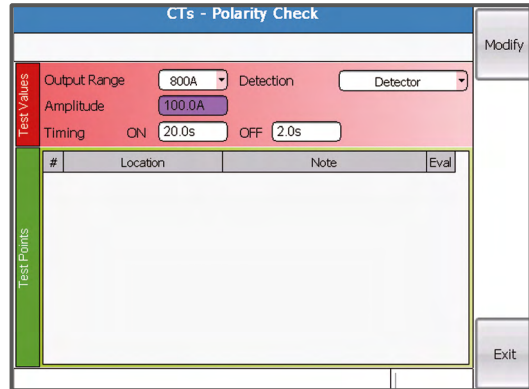 CTs - Polarity Check
Modify
Test Values
Output Range 800A Detection Detector
Amplitude 100.0A
Timing ON 20.0s OFF 2.0s
Test Points
# Location Note Eval
Exit